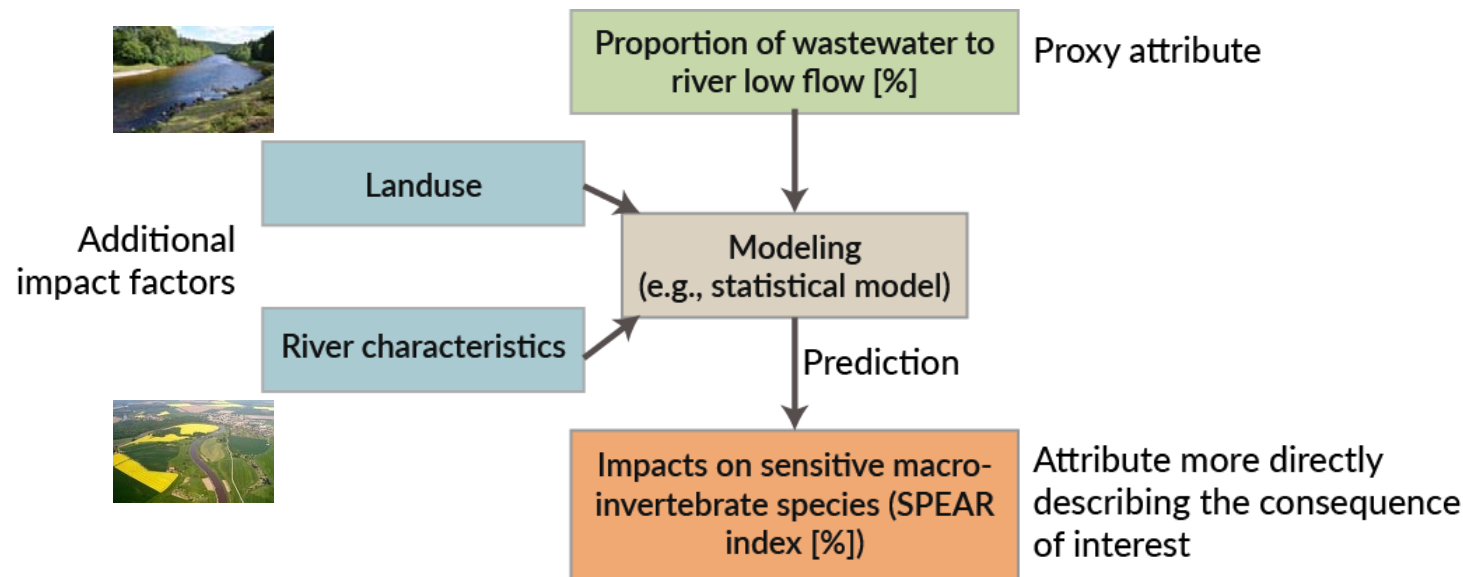 Proportion of wastewater to
river low flow [%]
Proxy attribute
Landuse
Additional
impact factors
River characteristics
Modeling
(e.g., statistical model)
Prediction
Impacts on sensitive macro-
invertebrate species (SPEAR
index [%])
Attribute more directly
describing the consequence
of interest